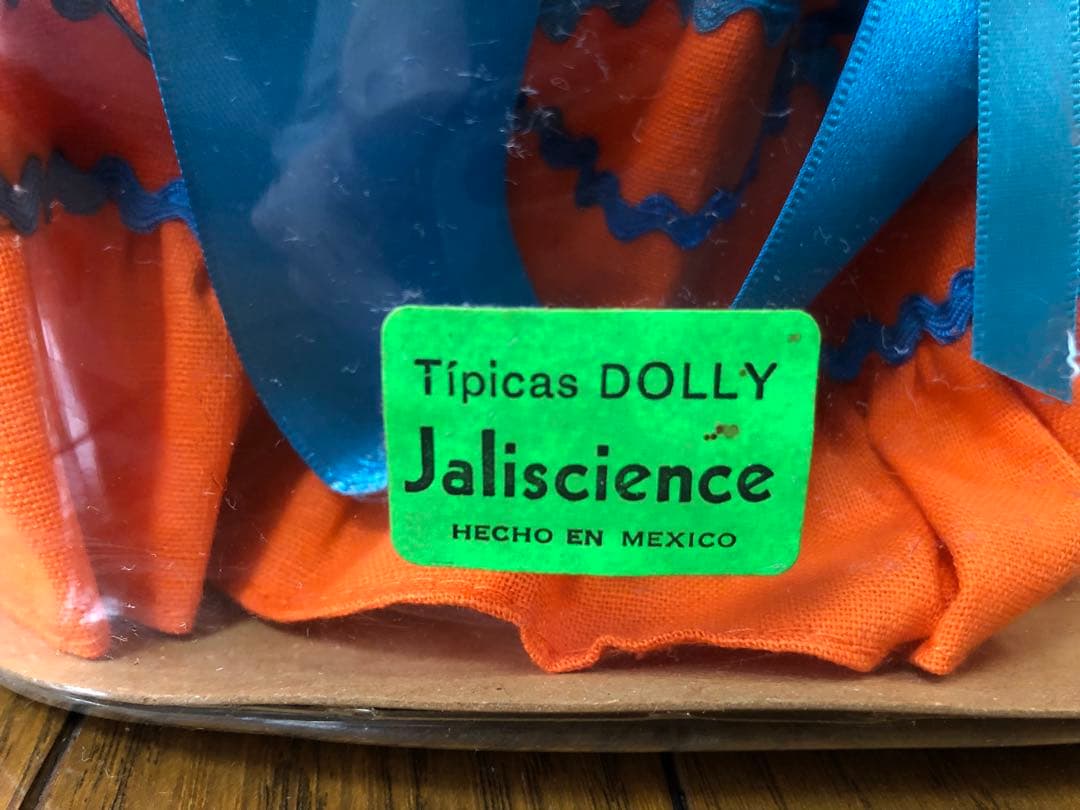 Típicas DOLLY
Jaliscience
HECHO EN MEXICO